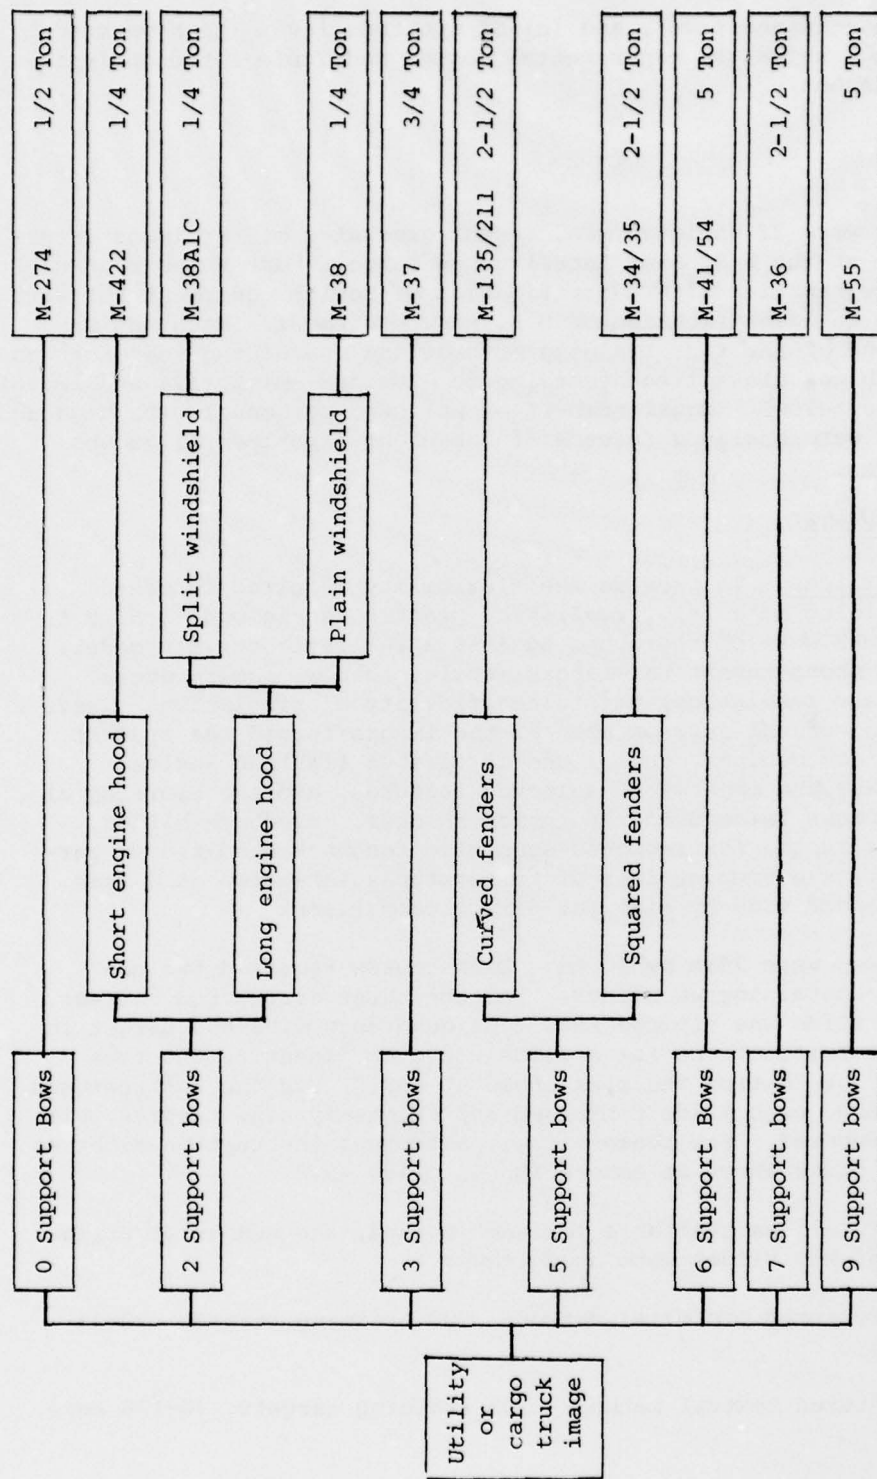 Utility
or
cargo
truck
image
0 Support Bows
2 Support bows
3 Support Bows
5 Support bows
6 Support Bows
7 Support Bows
9 Support Bows
Short engine hood
Long engine hood
Curved fenders
Squared fenders
Split windshield
Plain windshield
M-274 1/2 Ton
M-422 1/4 Ton
M-38A1C 1/4 Ton
M-38 1/4 Ton
M-37 3/4 Ton
M-135/211 2-1/2 Ton
M-34/35 2-1/2 Ton
M-41/54 5 Ton
M-36 2-1/2 Ton
M-55 5 Ton